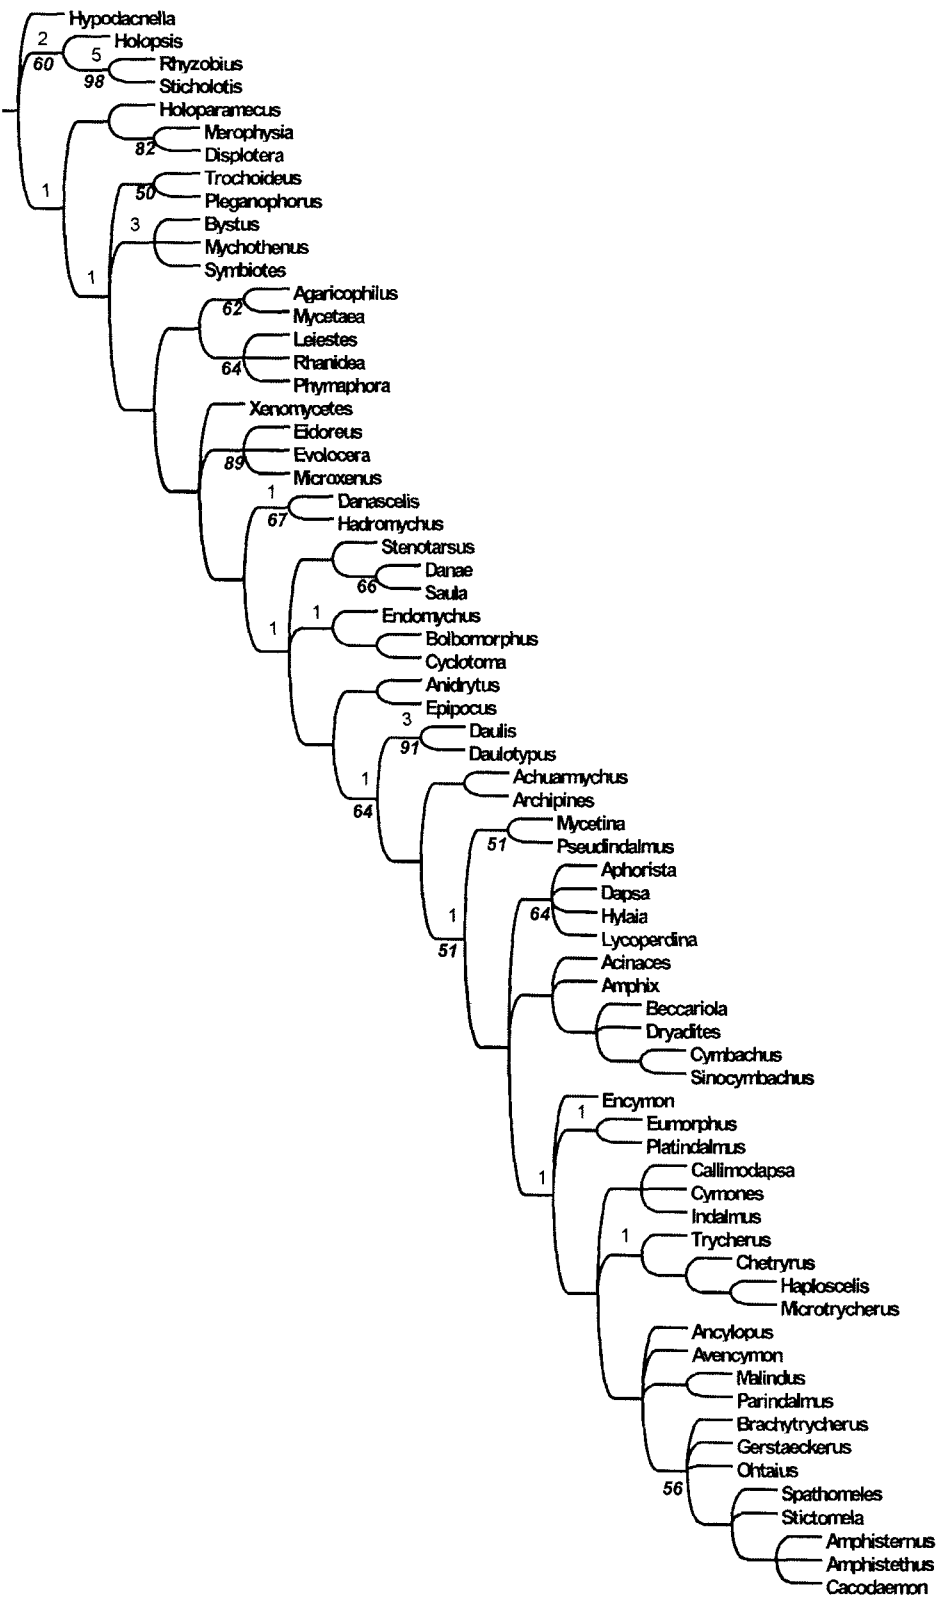 Hypodacnella
2
Holopsis
60
5
Rhyzobius
98
Sticholotis
Holoparamecus
Merophysia
82
Displotera
Trochoideus
1
50
Pleganophorus
3
Bystus
Mychothenus
Symbiotes
1
Agaricophilus
62
Mycetaea
Leiestes
Rhanidea
64
Phymaphora
Xenomycetes
Eidoreus
Evolocera
89
Microxenus
1
Danascelis
67
Hadromychus
Stenotarsus
Danae
66
Saula
1
Endomychus
1
Bolbomorphus
Cyclotoma
Anidrytus
Epipocus
3
Daulis
91
Daulotypus
1
Achuarmychus
64
Archipines
Mycetina
51
Pseudindalmus
Aphorista
Dapsa
64
Hylaia
1
Lycoperdina
51
Acinaces
Amphix
Beccariola
Dryadites
Cymbachus
Sinocymbachus
Encymon
1
Eumorphus
Platindalmus
1
Callimodapsa
Cymones
Indalmus
1
Trycherus
Chetryrus
Haploscelis
Microtrycherus
Ancylopus
Avencymon
Malindus
Parindalmus
Brachytrycherus
Gerstaeckerus
Ohtaius
56
Spathomeles
Stictomela
Amphisternus
Amphistethus
Cacodaemon